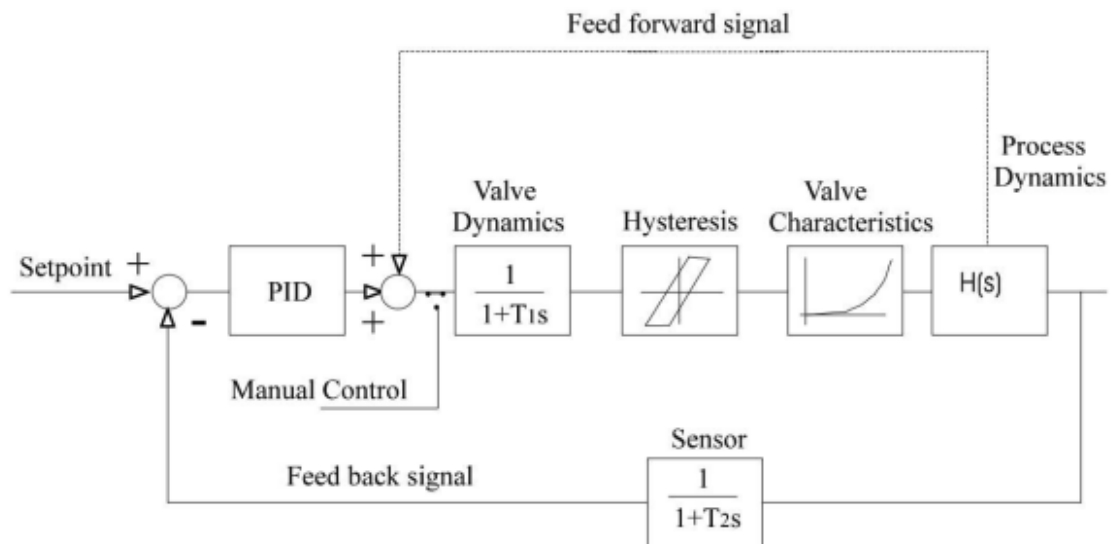 Feed forward signal
Process
Dynamics
Valve
Dynamics
Hysteresis
Valve
Characteristics
Setpoint
+
-
PID
+
+
1
1+T1s
H(s)
Manual Control
Sensor
Feed back signal
1
1+T2s